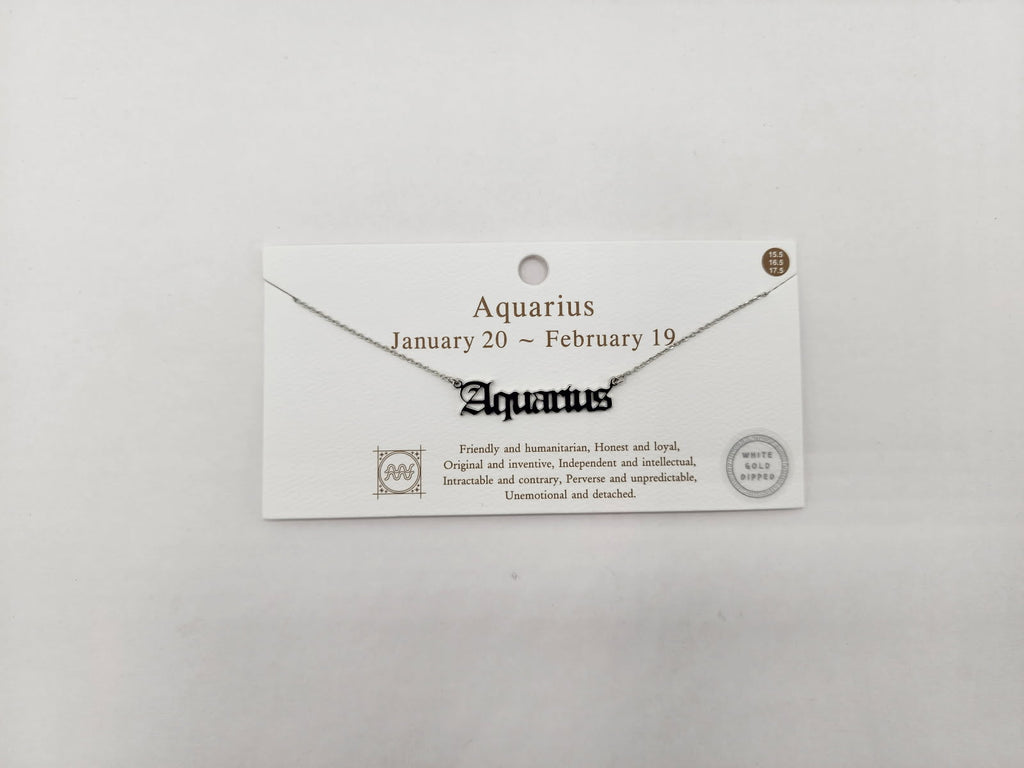 15.5
16.5
17.5
Aquarius
January 20 ~ February 19
Aquarius
Friendly and humanitarian, Honest and loyal,
Original and inventive, Independent and intellectual,
Intractable and contrary, Perverse and unpredictable,
Unemotional and detached.
WHITE
GOLD
DIPPED